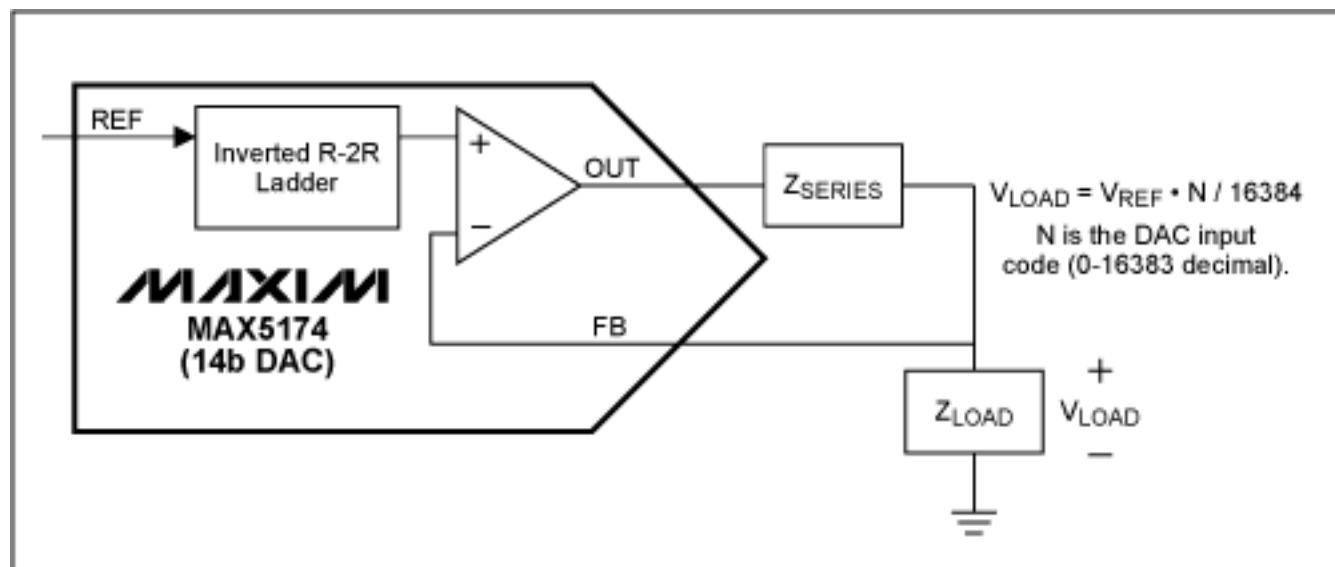 REF
Inverted R-2R
Ladder
+
−
OUT
ZSERIES
VLOAD = VREF • N / 16384
N is the DAC input
code (0-16383 decimal).
MAXIM
MAX5174
(14b DAC)
FB
ZLOAD
+
VLOAD
−